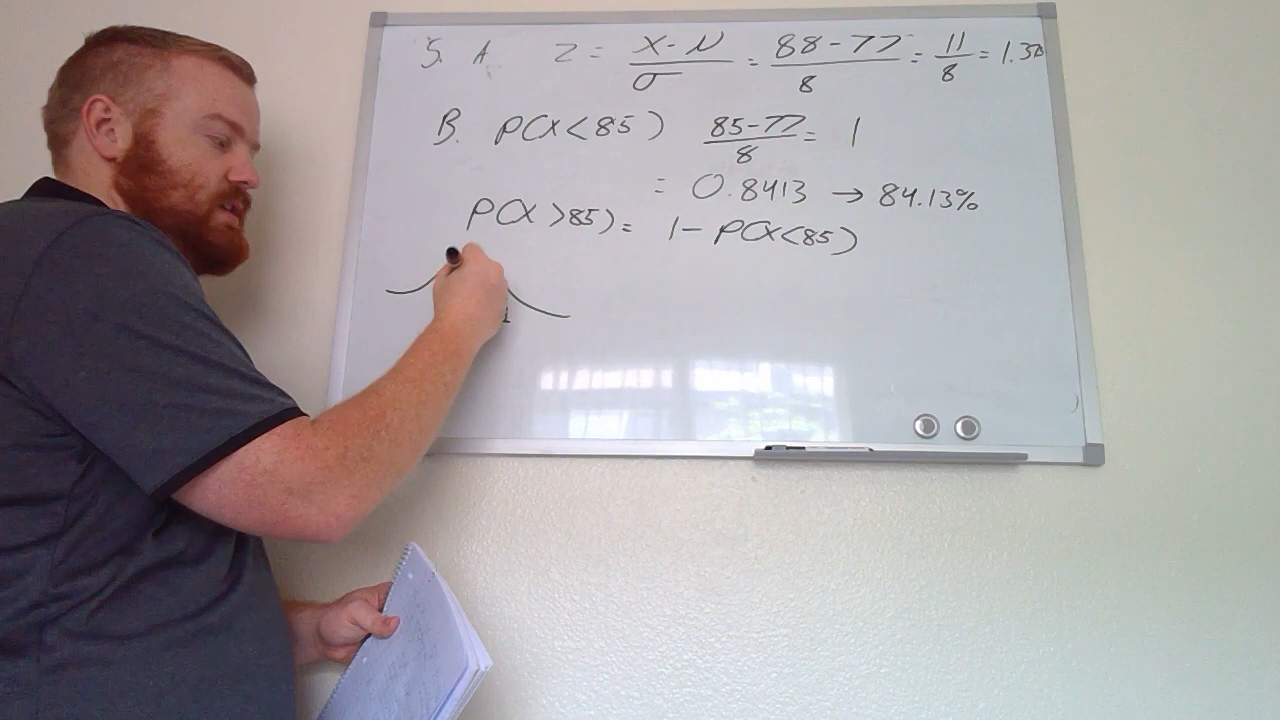 5. A Z = X-μ / σ = 88-77 / 8 = 11 / 8 = 1.38
B. P(X<85) 85-77 / 8 = 1
= 0.8413 → 84.13%
P(X>85) = 1- P(X<85)